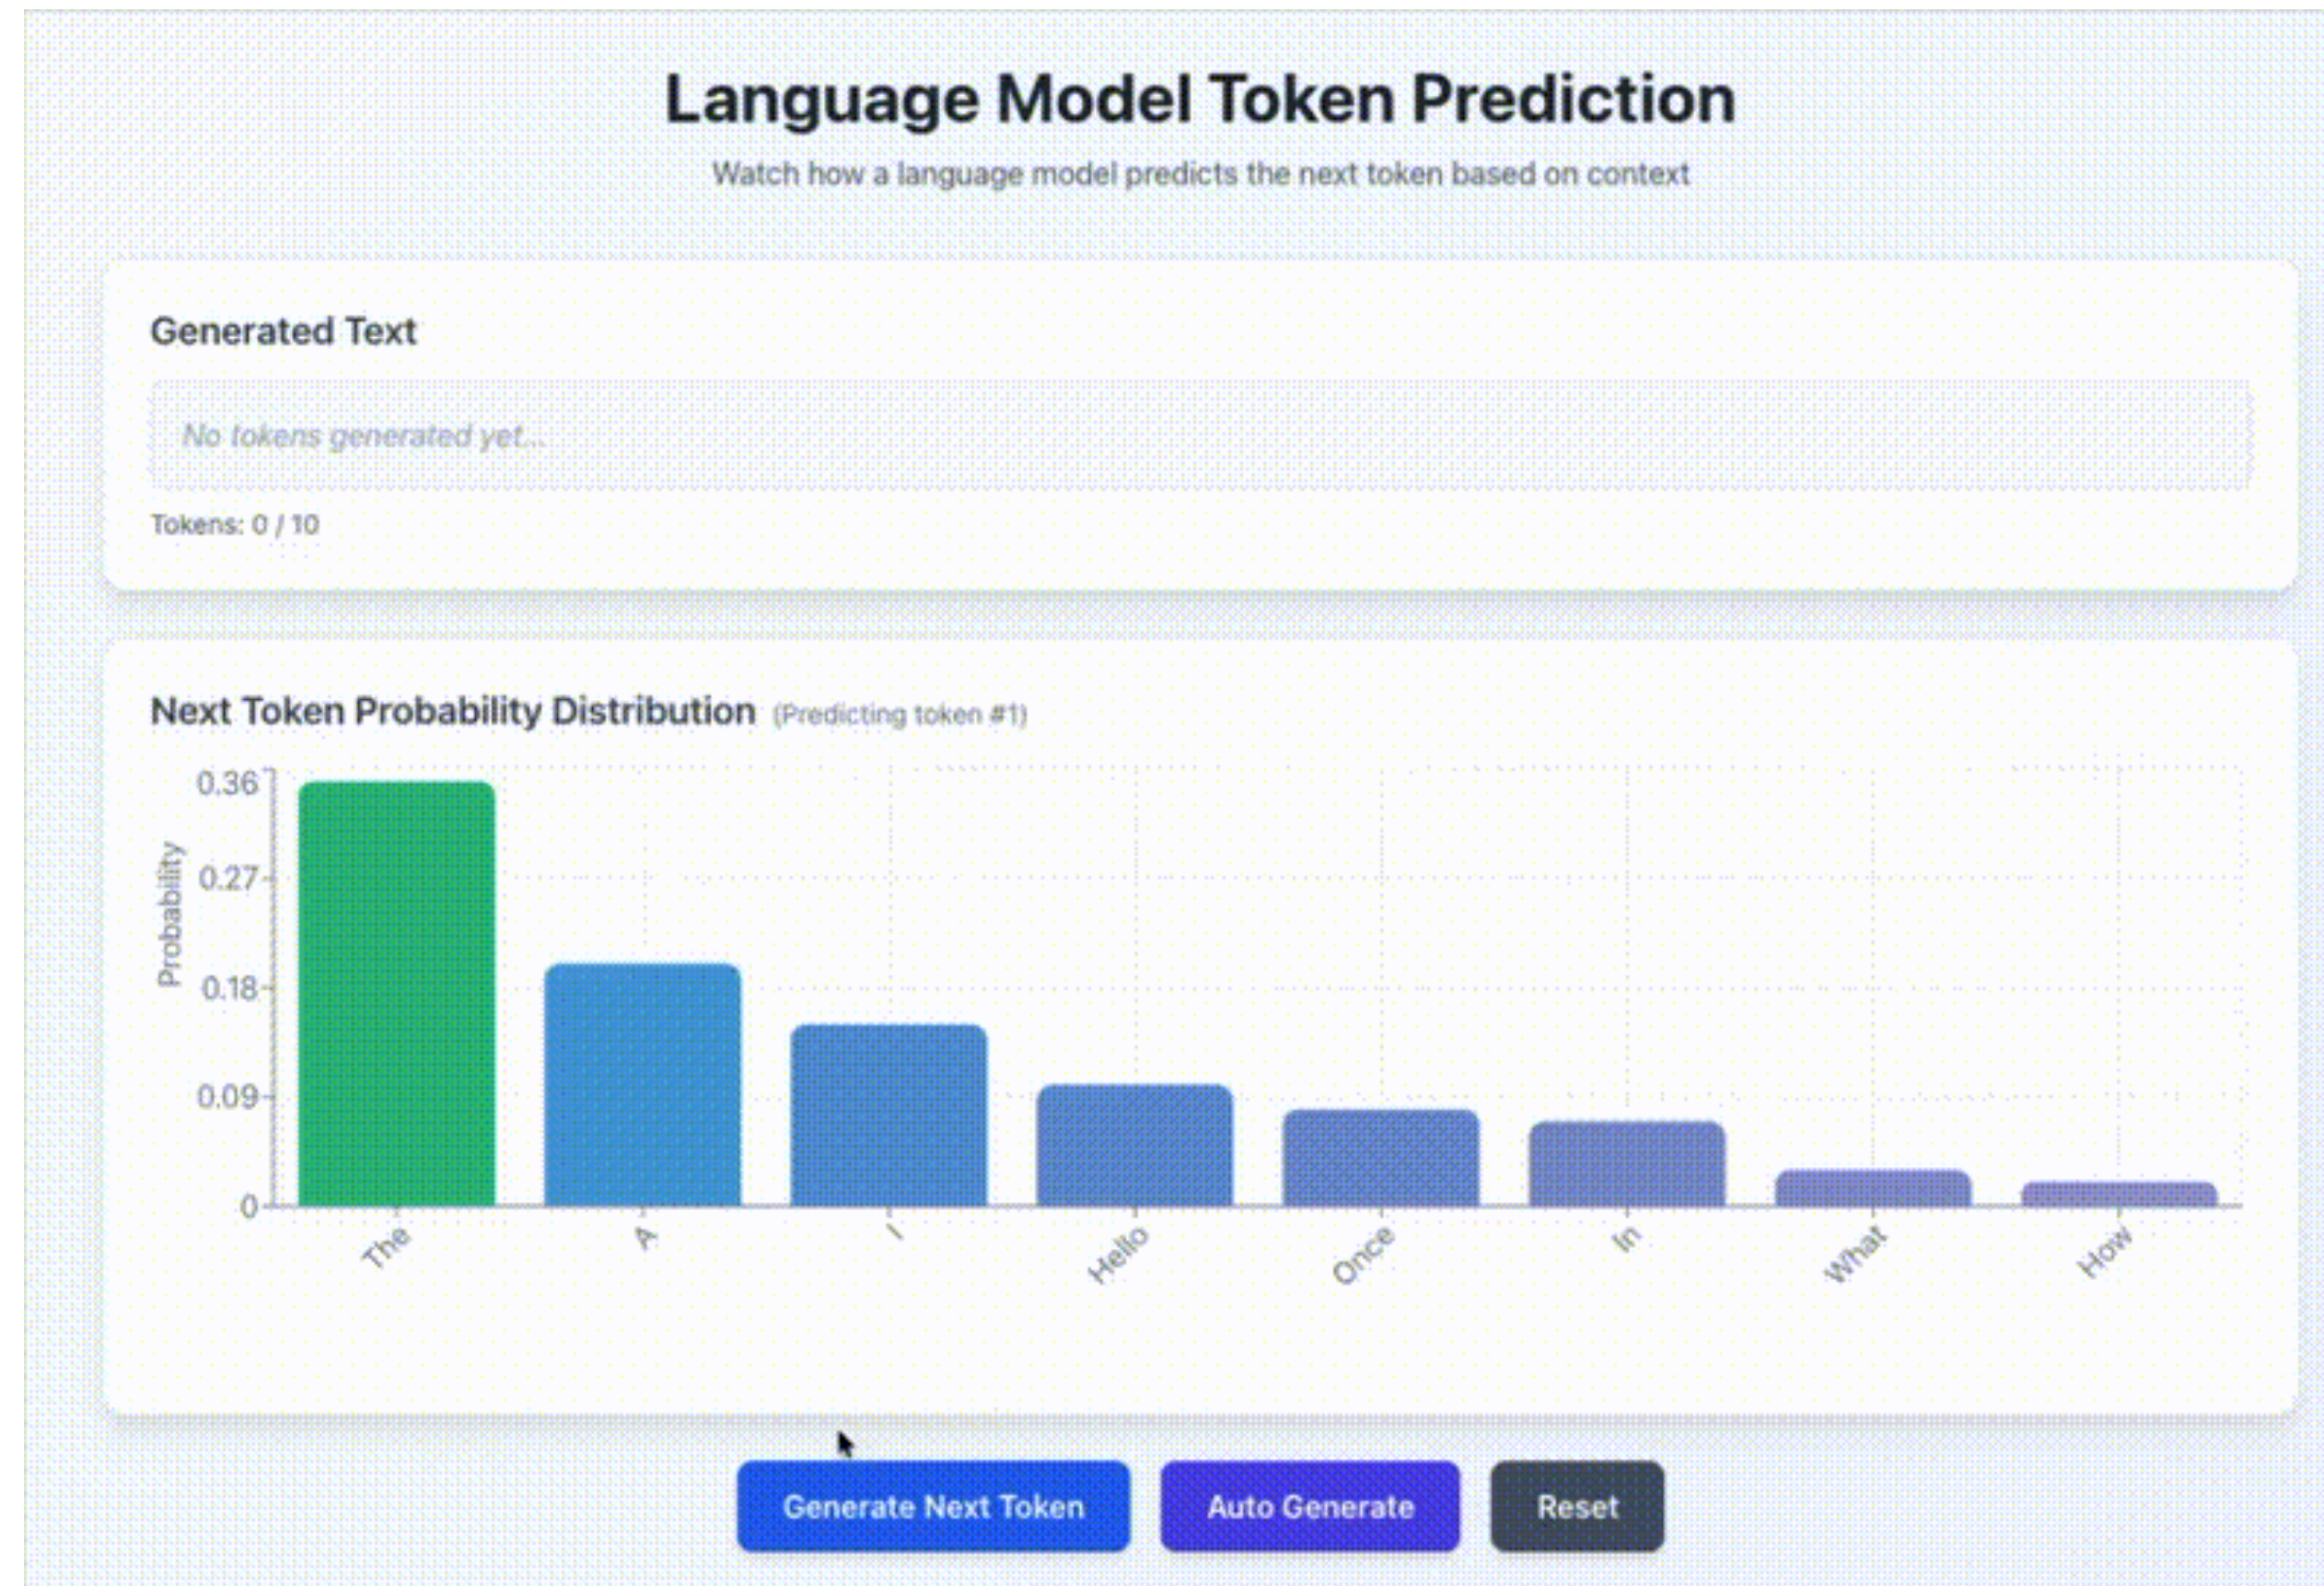 Language Model Token Prediction
Watch how a language model predicts the next token based on context
Generated Text
No tokens generated yet...
Tokens: 0 / 10
Next Token Probability Distribution (Predicting token #1)
Probability
0.36
0.27
0.18
0.09
0
The A I Hello Once In What How
Generate Next Token Auto Generate Reset